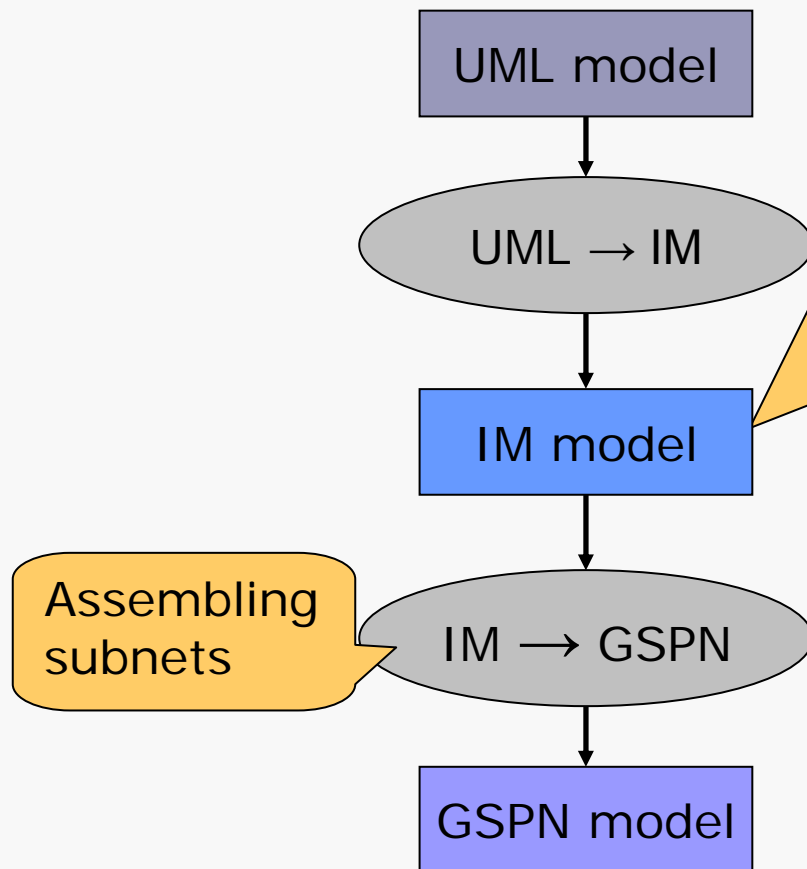 UML model
UML → IM
IM model
Assembling
subnets
IM → GSPN
GSPN model